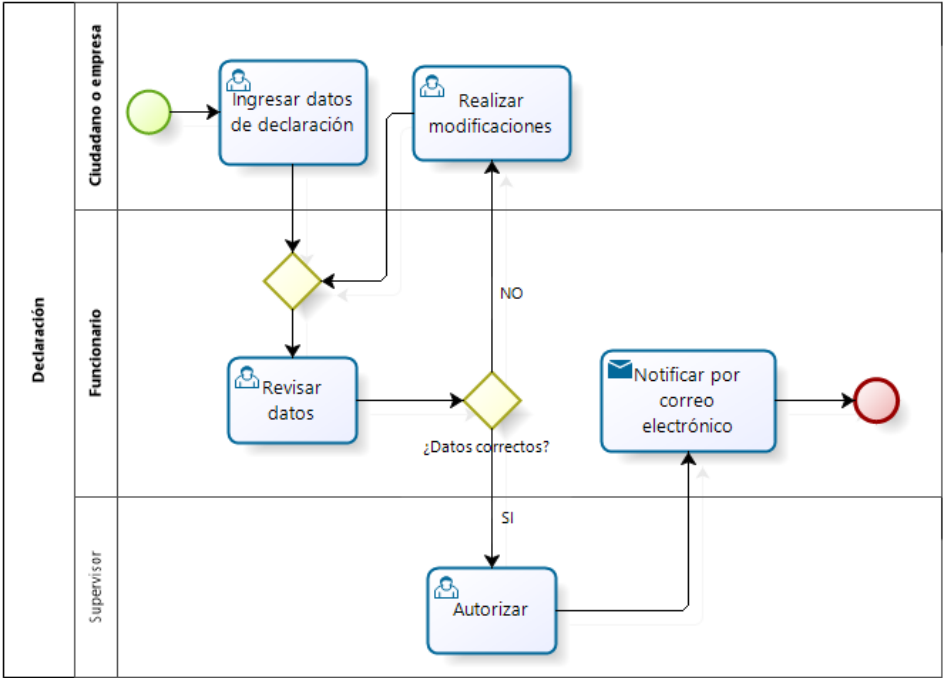 Declaración
Ciudadano o empresa
Ingresar datos
de declaración
Realizar
modificaciones
Funcionario
NO
Revisar
datos
¿Datos correctos?
Notificar por
correo
electrónico
Supervisor
SI
Autorizar